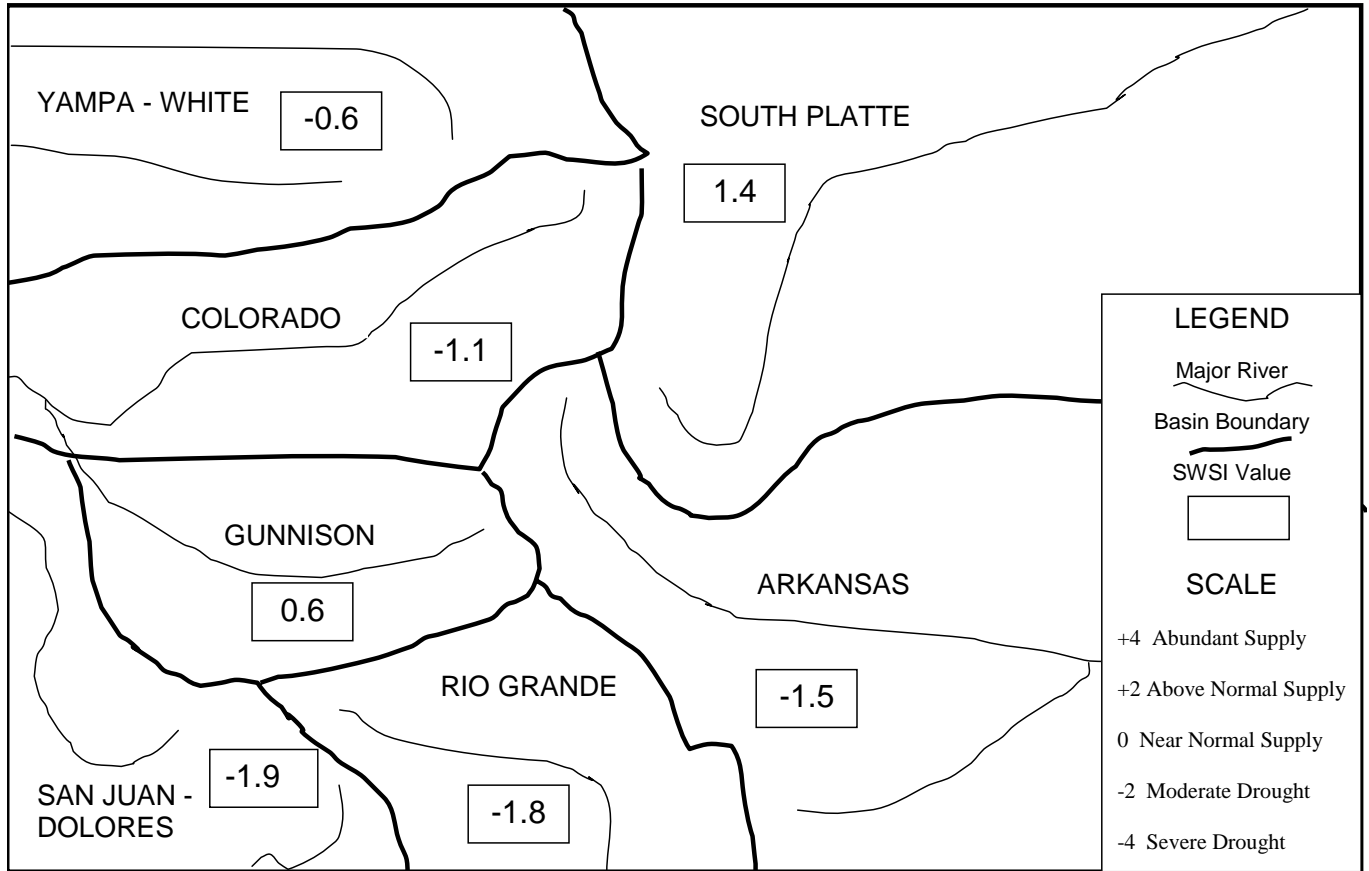 YAMPA - WHITE
-0.6
SOUTH PLATTE
1.4
COLORADO
-1.1
GUNNISON
0.6
ARKANSAS
-1.5
RIO GRANDE
-1.8
SAN JUAN -
DOLORES
-1.9
LEGEND
Major River
Basin Boundary
SWSI Value
SCALE
+4 Abundant Supply
+2 Above Normal Supply
0 Near Normal Supply
-2 Moderate Drought
-4 Severe Drought